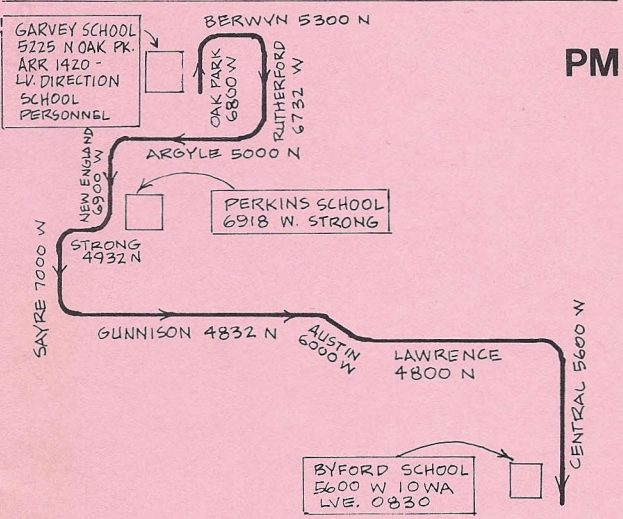 BERWYN 5300 N
GARVEY SCHOOL
5225 N OAK PK.
ARR 1420 -
LV. DIRECTION
SCHOOL
PERSONNEL
PM
OAK PARK
6800 W
RUTHERFORD
6732 W
ARGYLE 5000 N
NEW ENGLAND
6900 W
PERKINS SCHOOL
6918 W. STRONG
STRONG
4932 N
SAYRE 7000 W
GUNNISON 4832 N
AUSTIN
6000 W
LAWRENCE
4800 N
CENTRAL 5600 W
BYFORD SCHOOL
5600 W IOWA
LVE. 0830